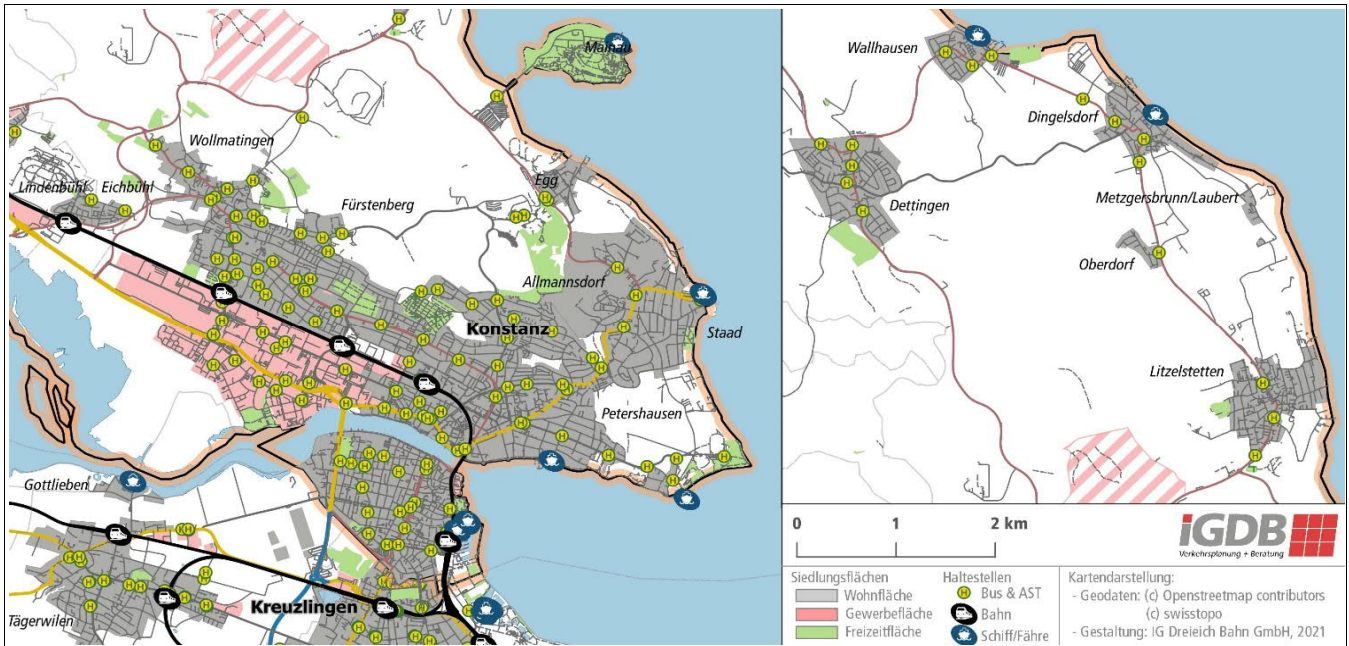 Mainau
Wollmatingen
Lindenbühl
Eichbühl
Egg
Fürstenberg
Allmannsdorf
Konstanz
Staad
Petershausen
Gottlieben
Kreuzlingen
Tägerwilen
Wallhausen
Dingelsdorf
Dettingen
Metzgersbrunn/Laubert
Oberdorf
Litzelstetten
0 1 2 km
iGDB
Verkehrsplanung + Beratung
Siedlungsflächen
Wohnfläche
Gewerbefläche
Freizeitfläche
Haltestellen
H Bus & AST
Bahn
Schiff/Fähre
Kartendarstellung:
- Geodaten: (c) Openstreetmap contributors
(c) swisstopo
- Gestaltung: IG Dreieich Bahn GmbH, 2021